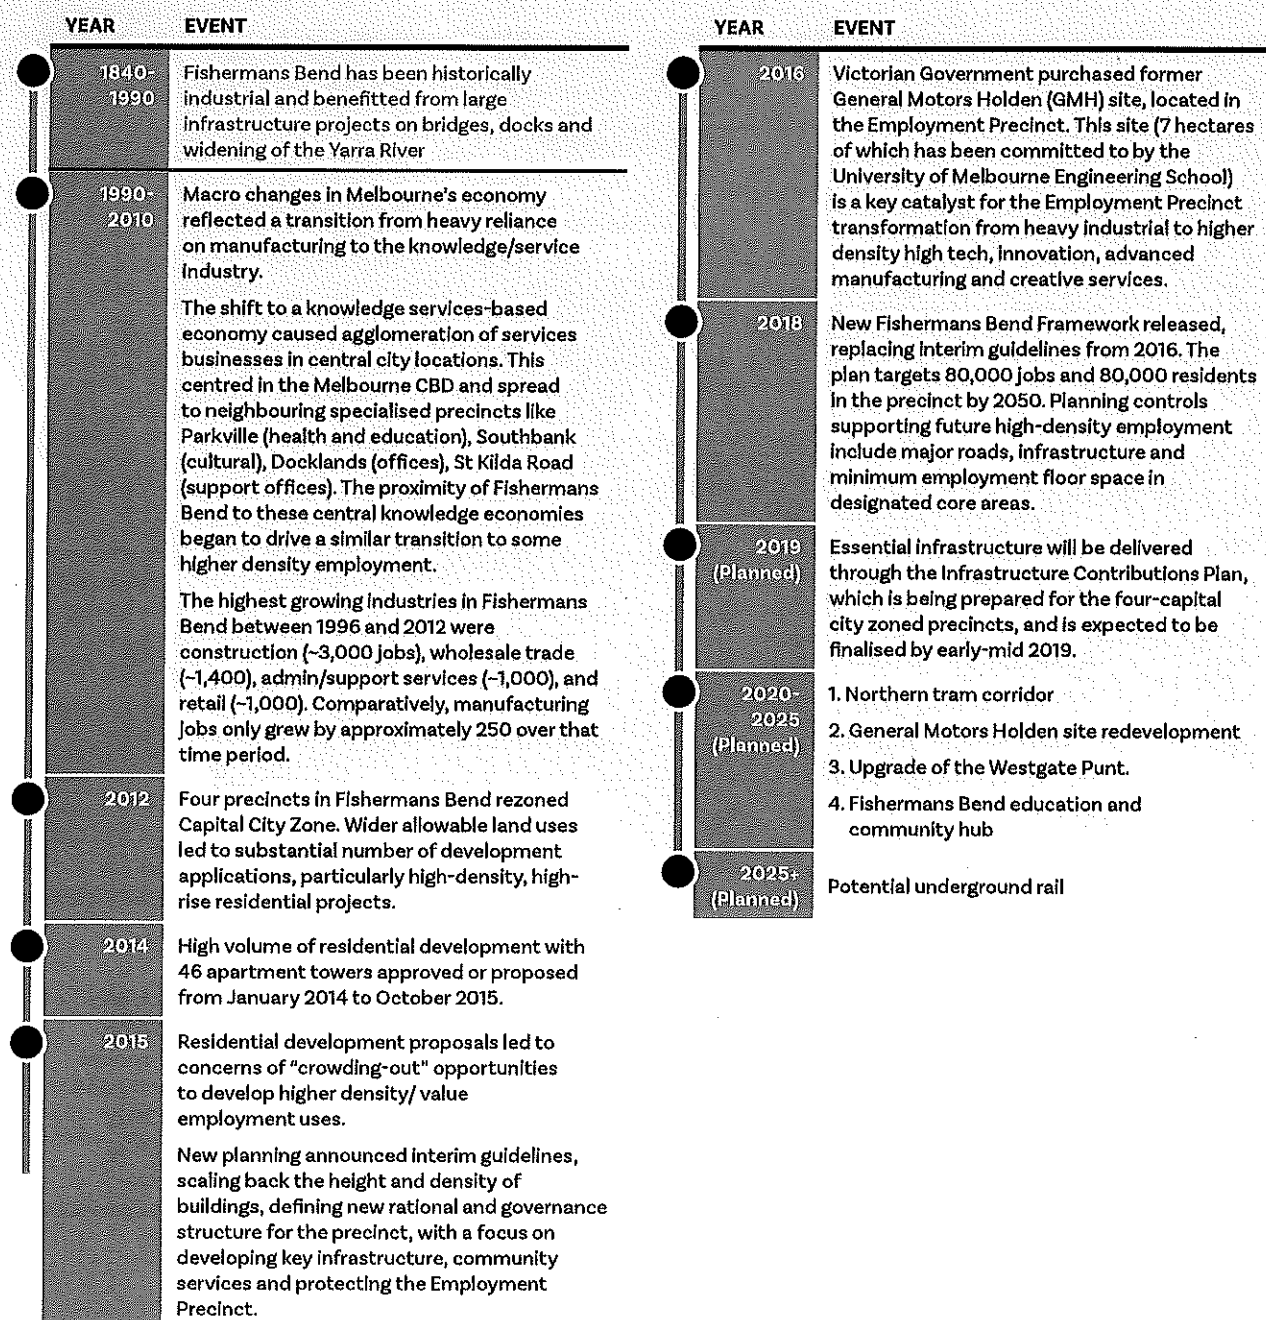 YEAR EVENT
1840-
1990
Fishermans Bend has been historically
industrial and benefitted from large
infrastructure projects on bridges, docks and
widening of the Yarra River
1990-
2010
Macro changes in Melbourne's economy
reflected a transition from heavy reliance
on manufacturing to the knowledge/service
industry.
The shift to a knowledge services-based
economy caused agglomeration of services
businesses in central city locations. This
centred in the Melbourne CBD and spread
to neighbouring specialised precincts like
Parkville (health and education), Southbank
(cultural), Docklands (offices), St Kilda Road
(support offices). The proximity of Fishermans
Bend to these central knowledge economies
began to drive a similar transition to some
higher density employment.
The highest growing industries in Fishermans
Bend between 1996 and 2012 were
construction (~3,000 jobs), wholesale trade
(~1,400), admin/support services (~1,000), and
retail (~1,000). Comparatively, manufacturing
jobs only grew by approximately 250 over that
time period.
2012
Four precincts in Fishermans Bend rezoned
Capital City Zone. Wider allowable land uses
led to substantial number of development
applications, particularly high-density, high-
rise residential projects.
2014
High volume of residential development with
46 apartment towers approved or proposed
from January 2014 to October 2015.
2015
Residential development proposals led to
concerns of "crowding-out" opportunities
to develop higher density/ value
employment uses.
New planning announced interim guidelines,
scaling back the height and density of
buildings, defining new rational and governance
structure for the precinct, with a focus on
developing key infrastructure, community
services and protecting the Employment
Precinct.
YEAR EVENT
2016
Victorian Government purchased former
General Motors Holden (GMH) site, located in
the Employment Precinct. This site (7 hectares
of which has been committed to by the
University of Melbourne Engineering School)
is a key catalyst for the Employment Precinct
transformation from heavy industrial to higher
density high tech, innovation, advanced
manufacturing and creative services.
2018
New Fishermans Bend Framework released,
replacing interim guidelines from 2016. The
plan targets 80,000 jobs and 80,000 residents
in the precinct by 2050. Planning controls
supporting future high-density employment
include major roads, infrastructure and
minimum employment floor space in
designated core areas.
2019
(Planned)
Essential infrastructure will be delivered
through the Infrastructure Contributions Plan,
which is being prepared for the four-capital
city zoned precincts, and is expected to be
finalised by early-mid 2019.
2020-
2025
(Planned)
1. Northern tram corridor
2. General Motors Holden site redevelopment
3. Upgrade of the Westgate Punt.
4. Fishermans Bend education and
community hub
2025+
(Planned)
Potential underground rail